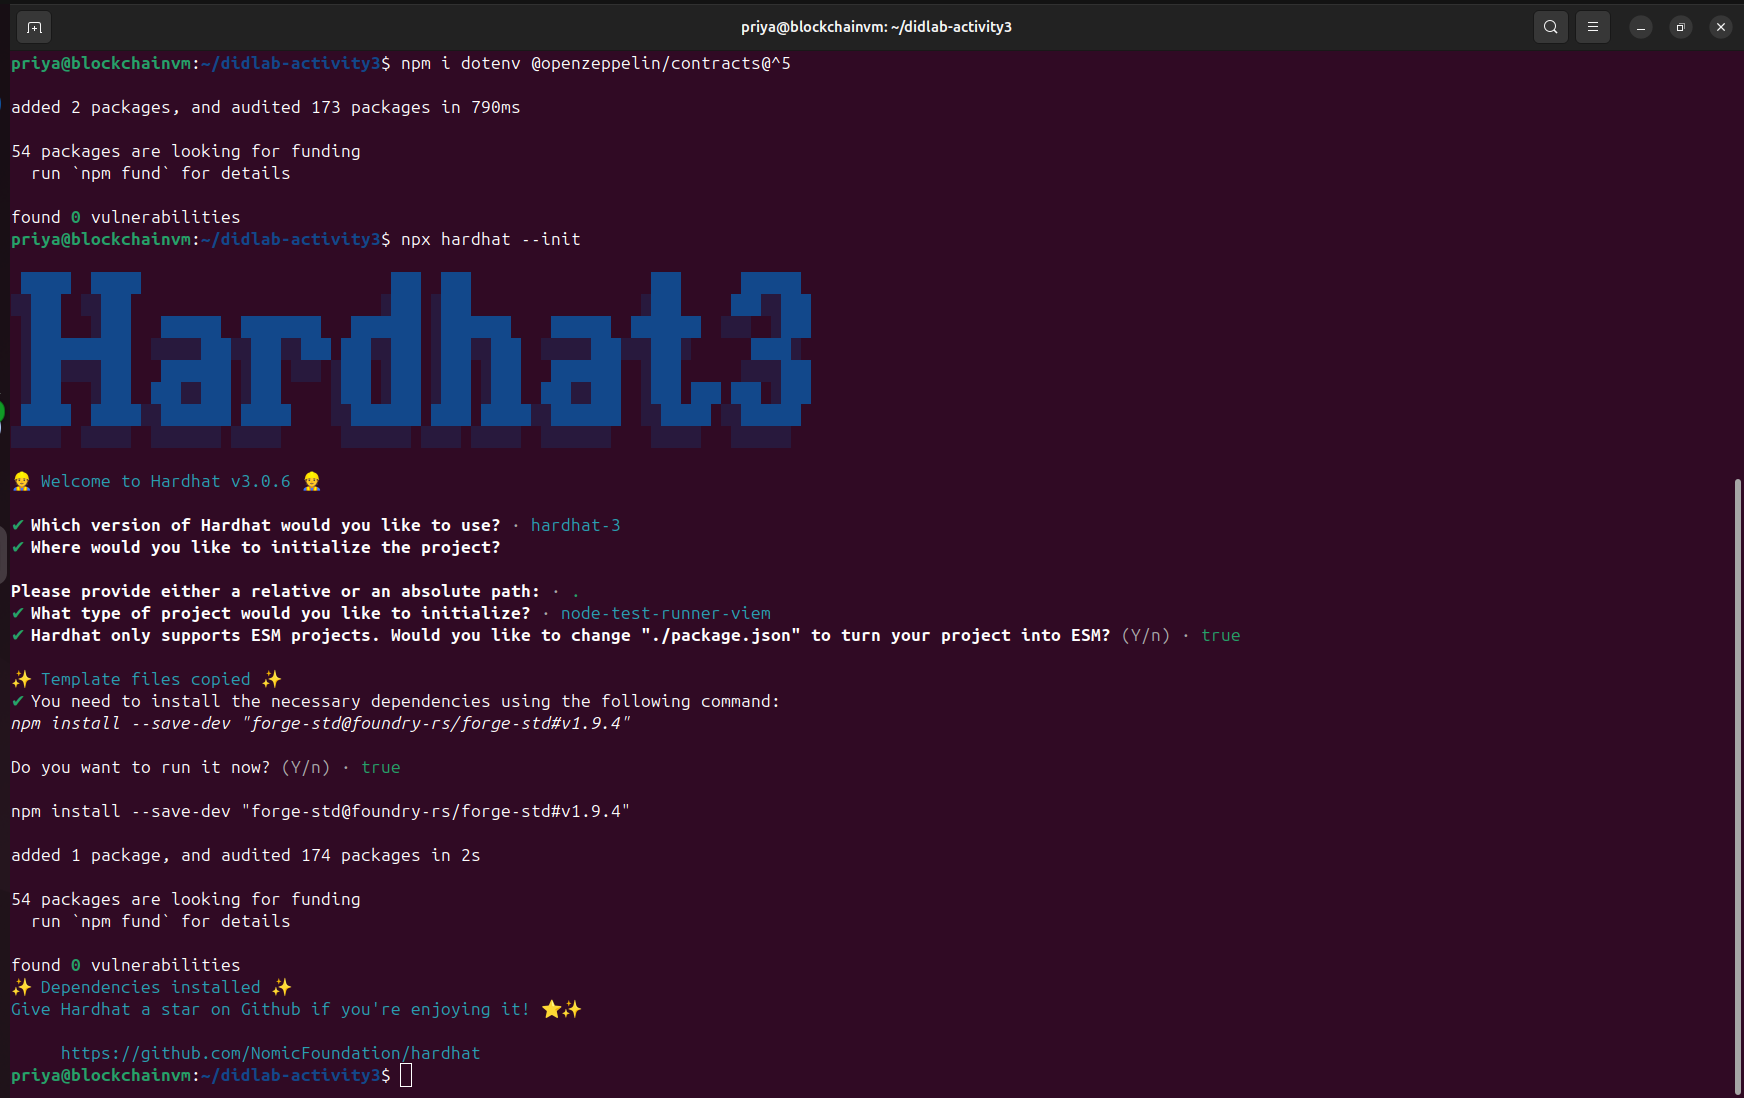 priya@blockchainvm: ~/didlab-activity3
priya@blockchainvm:~/didlab-activity3$ npm i dotenv @openzeppelin/contracts@^5
added 2 packages, and audited 173 packages in 790ms
54 packages are looking for funding
  run `npm fund` for details
found 0 vulnerabilities
priya@blockchainvm:~/didlab-activity3$ npx hardhat --init
Hardhat3
👷 Welcome to Hardhat v3.0.6 👷
✔ Which version of Hardhat would you like to use? · hardhat-3
✔ Where would you like to initialize the project?
Please provide either a relative or an absolute path: · .
✔ What type of project would you like to initialize? · node-test-runner-viem
✔ Hardhat only supports ESM projects. Would you like to change "./package.json" to turn your project into ESM? (Y/n) · true
✨ Template files copied ✨
✔ You need to install the necessary dependencies using the following command:
npm install --save-dev "forge-std@foundry-rs/forge-std#v1.9.4"
Do you want to run it now? (Y/n) · true
npm install --save-dev "forge-std@foundry-rs/forge-std#v1.9.4"
added 1 package, and audited 174 packages in 2s
54 packages are looking for funding
  run `npm fund` for details
found 0 vulnerabilities
✨ Dependencies installed ✨
Give Hardhat a star on Github if you're enjoying it! ⭐✨
     https://github.com/NomicFoundation/hardhat
priya@blockchainvm:~/didlab-activity3$